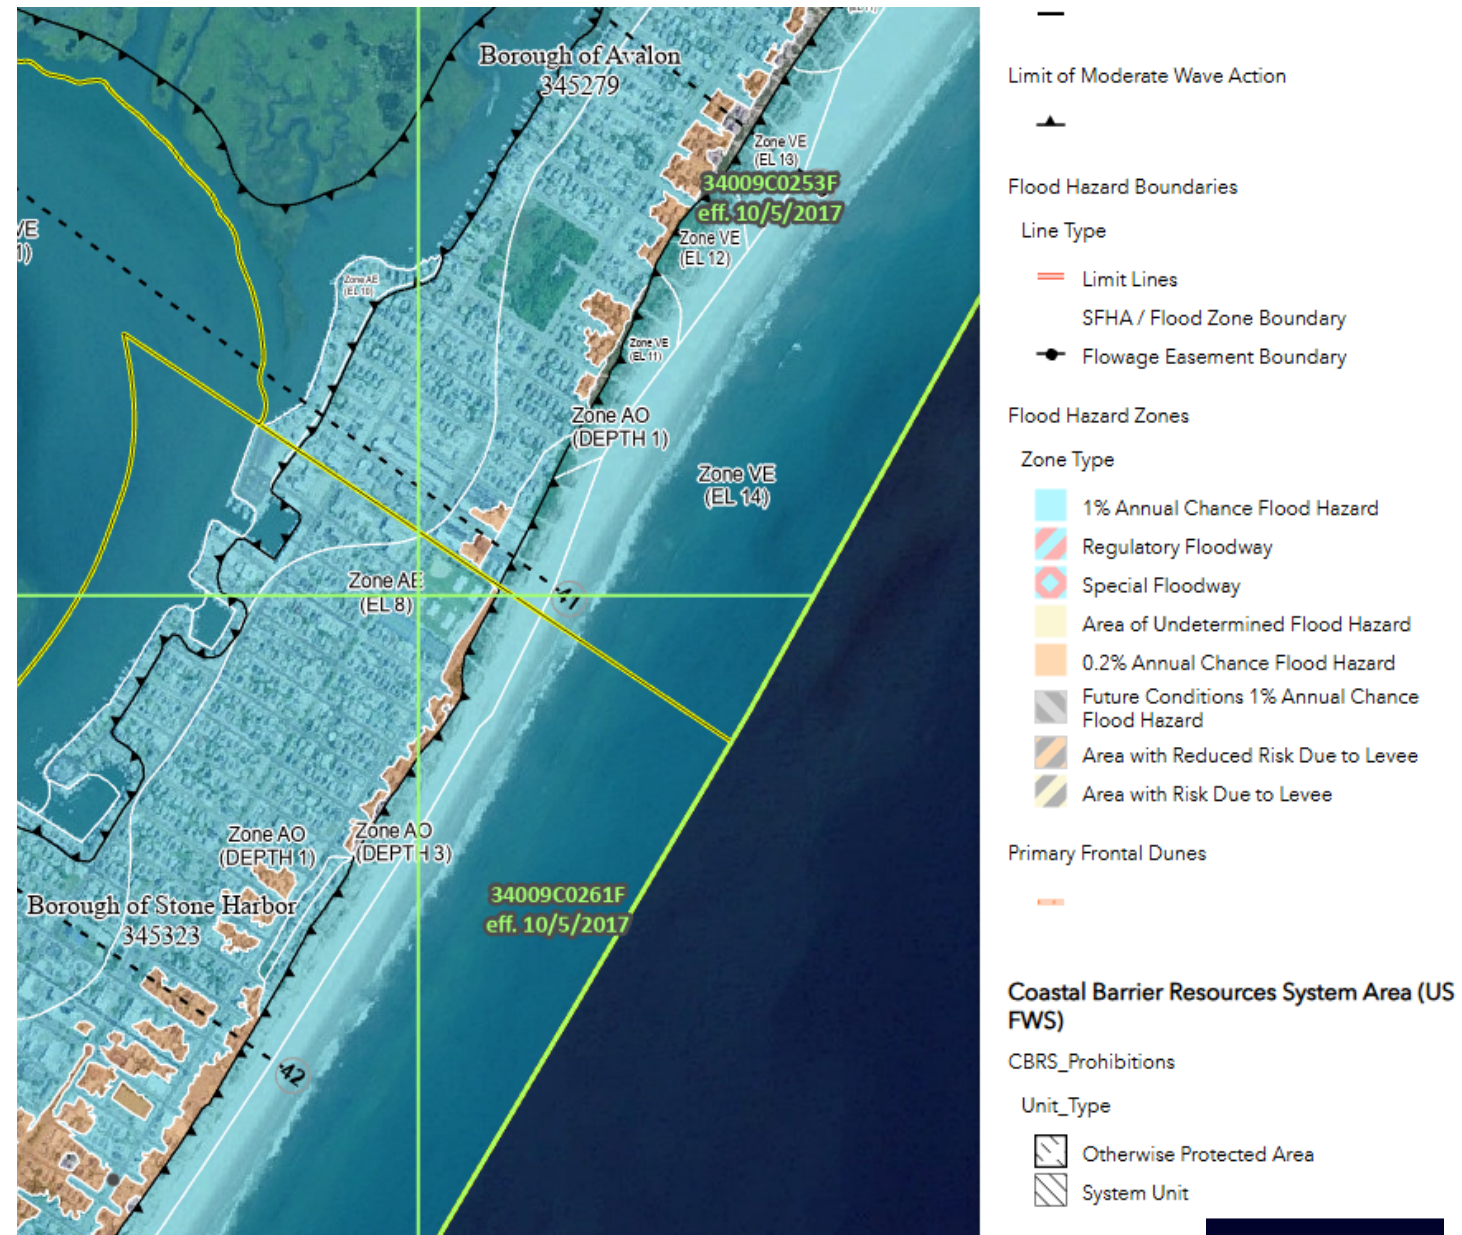 Borough of Avalon
345279
Zone VE
(EL 13)
34009C0253F
eff. 10/5/2017
Zone VE
(EL 12)
Zone AE
(EL 10)
Zone VE
(EL 11)
Zone AO
(DEPTH 1)
Zone VE
(EL 14)
Zone AE
(EL 8)
41
Zone AO
(DEPTH 1)
Zone AO
(DEPTH 3)
34009C0261F
eff. 10/5/2017
Borough of Stone Harbor
345323
42
Limit of Moderate Wave Action
Flood Hazard Boundaries
Line Type
Limit Lines
SFHA / Flood Zone Boundary
Flowage Easement Boundary
Flood Hazard Zones
Zone Type
1% Annual Chance Flood Hazard
Regulatory Floodway
Special Floodway
Area of Undetermined Flood Hazard
0.2% Annual Chance Flood Hazard
Future Conditions 1% Annual Chance
Flood Hazard
Area with Reduced Risk Due to Levee
Area with Risk Due to Levee
Primary Frontal Dunes
Coastal Barrier Resources System Area (US
FWS)
CBRS_Prohibitions
Unit_Type
Otherwise Protected Area
System Unit